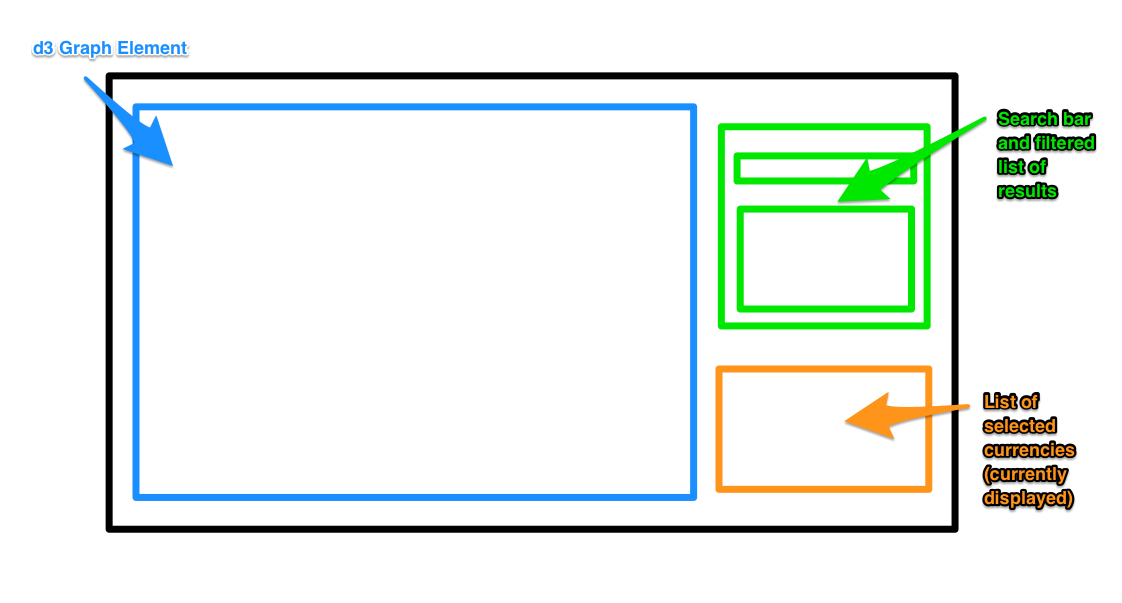 d3 Graph Element
Search bar
and filtered
list of
results
List of
selected
currencies
(currently
displayed)